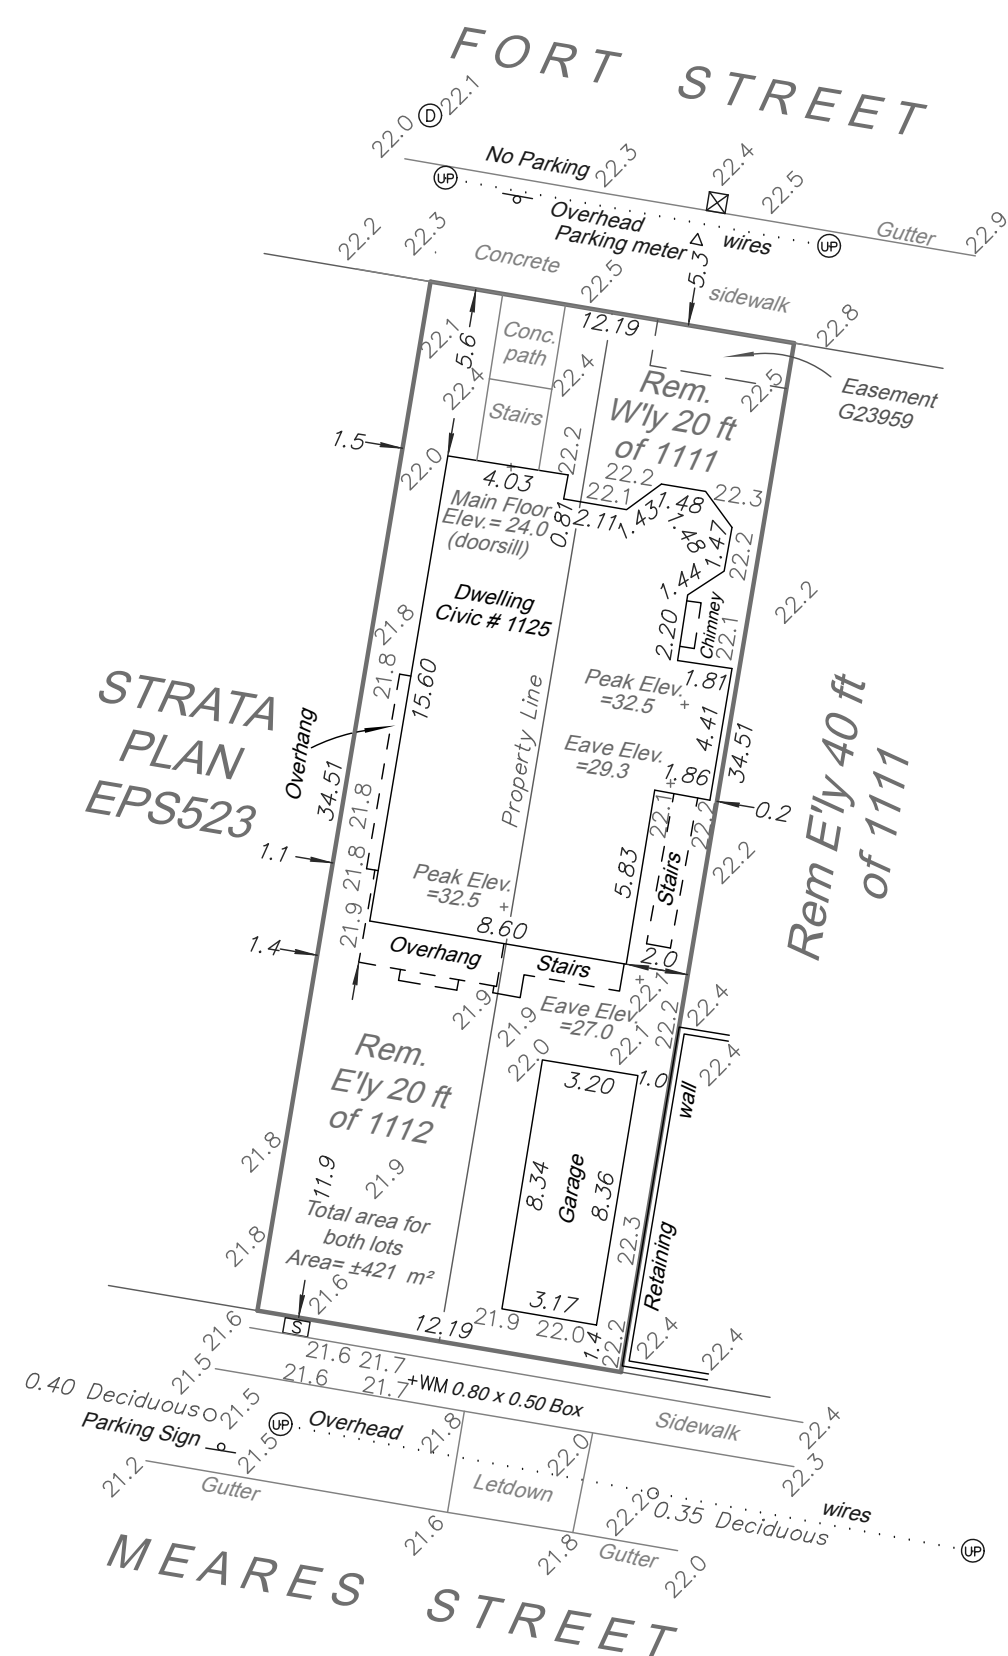 FORT STREET
22.0
D
22.1
No Parking
22.3
22.4
22.5
UP
Overhead
wires
Parking meter
UP
Gutter
22.9
22.2
22.3
Concrete
22.5
5.3
sidewalk
22.8
12.19
22.1
5.6
Conc.
path
22.4
22.4
Stairs
Rem.
W'ly 20 ft
of 1111
22.5
Easement
G23959
1.5
22.0
22.2
4.03
22.2
22.1
1.48
22.3
Main Floor
Elev.= 24.0
(doorsill)
0.81
2.11
1.43
1.48
1.47
22.2
1.44
Dwelling
Civic # 1125
2.20
Chimney
22.1
22.2
21.8
21.8
15.60
Overhang
34.51
STRATA
PLAN
EPS523
Property Line
Peak Elev.
=32.5
1.81
4.41
34.51
Eave Elev.
=29.3
1.86
Rem E'ly 40 ft
of 1111
21.8
22.1
22.2
0.2
1.1
21.8
5.83
Stairs
22.2
Peak Elev.
=32.5
21.9
8.60
1.4
Overhang
Stairs
2.0
21.9
21.9
Eave Elev.
=27.0
22.1
22.2
22.4
22.0
22.1
22.4
Rem.
E'ly 20 ft
of 1112
3.20
1.0
wall
21.8
11.9
21.9
8.34
Garage
8.36
Total area for
both lots
Area= ±421 m²
21.8
22.3
Retaining
21.6
3.17
21.6
S
12.19
21.9
22.0
1.4
22.2
22.4
22.4
21.6 21.7
21.5
21.6
21.7
+WM 0.80 x 0.50 Box
0.40 Deciduous
21.5
Parking Sign
21.5
UP
Overhead
21.8
22.0
Sidewalk
22.4
21.2
Gutter
Letdown
22.3
22.2
0.35 Deciduous
wires
UP
21.6
21.8
Gutter
22.0
MEARES STREET